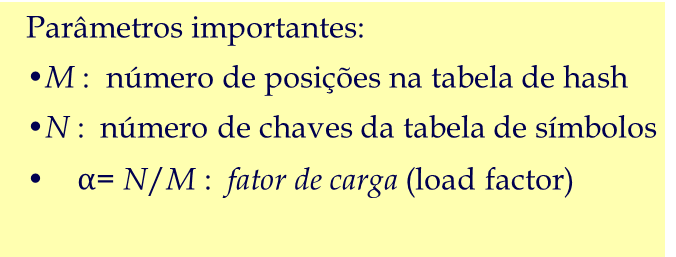 Parâmetros importantes:
•M : número de posições na tabela de hash
•N : número de chaves da tabela de símbolos
• α= N/M : fator de carga (load factor)